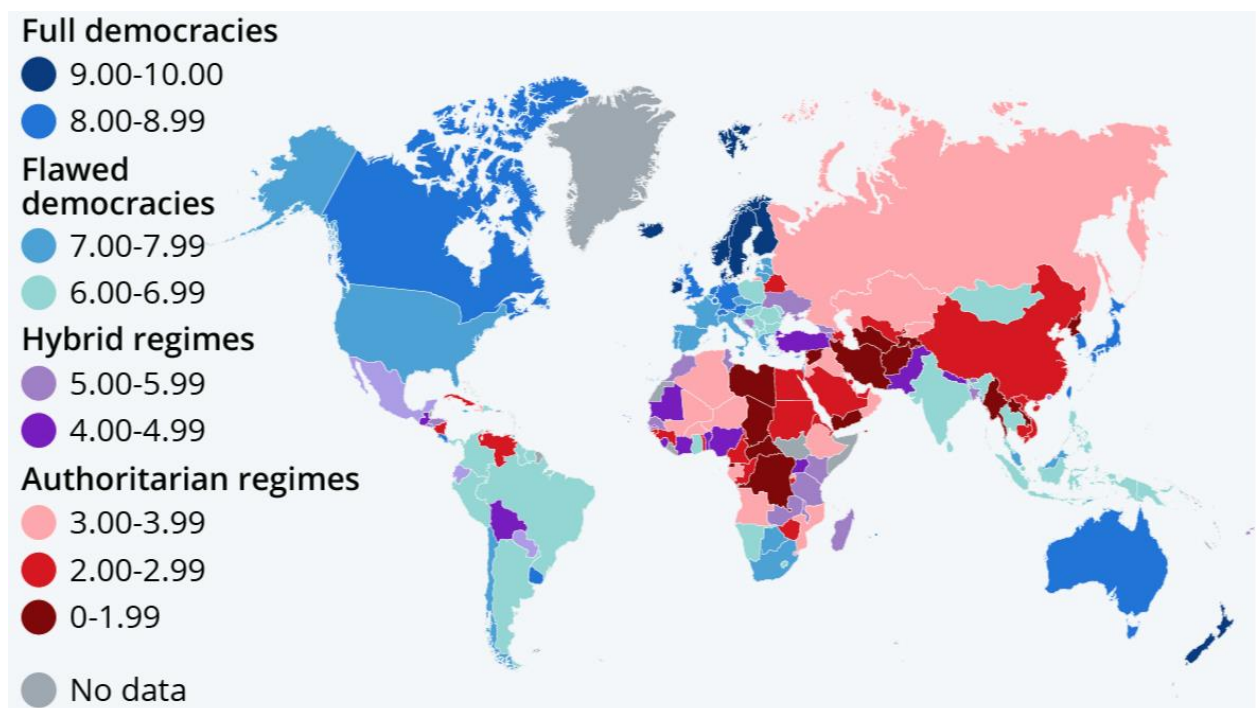 Full democracies
9.00-10.00
8.00-8.99
Flawed
democracies
7.00-7.99
6.00-6.99
Hybrid regimes
5.00-5.99
4.00-4.99
Authoritarian regimes
3.00-3.99
2.00-2.99
0-1.99
No data